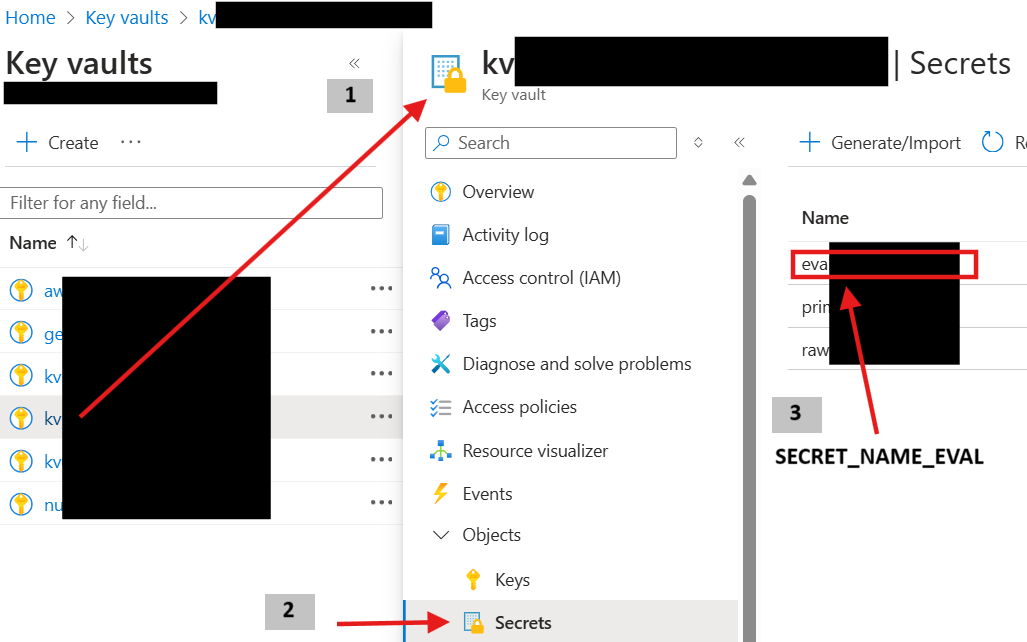 Home > Key vaults > kv
Key vaults
1
+ Create ...
Filter for any field...
Name ↑↓
aw
ge
kv
kv
kv
nu
kv | Secrets
Key vault
Search
+ Generate/Import
Name
eva
prin
raw
Overview
Activity log
Access control (IAM)
Tags
Diagnose and solve problems
Access policies
Resource visualizer
Events
Objects
Keys
Secrets
2
3
SECRET_NAME_EVAL